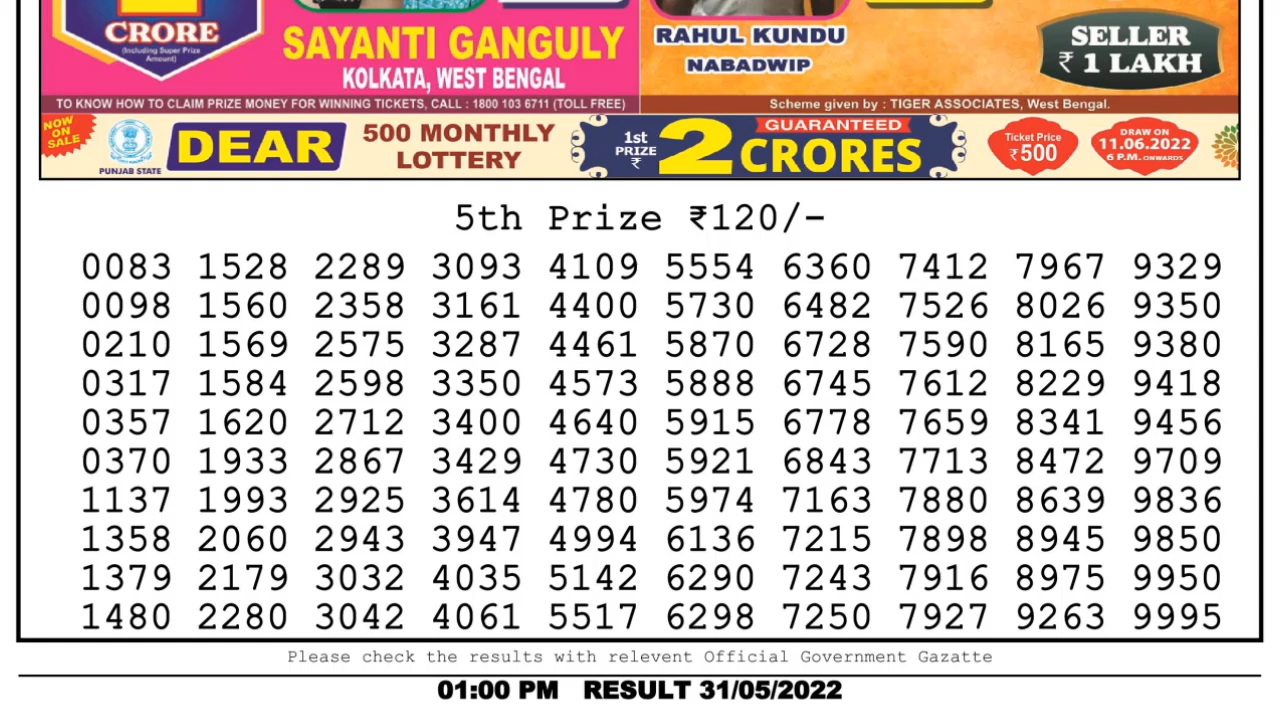 CRORE
(Including Super Prize
Amount)
SAYANTI GANGULY
KOLKATA, WEST BENGAL
RAHUL KUNDU
NABADWIP
SELLER
₹ 1 LAKH
TO KNOW HOW TO CLAIM PRIZE MONEY FOR WINNING TICKETS, CALL : 1800 103 6711 (TOLL FREE)
Scheme given by : TIGER ASSOCIATES, West Bengal.
NOW
ON
SALE
PUNJAB STATE
DEAR
500 MONTHLY
LOTTERY
1st
PRIZE
₹
2
GUARANTEED
CRORES
Ticket Price
₹500
DRAW ON
11.06.2022
6 P.M. ONWARDS
5th Prize ₹120/-
0083 1528 2289 3093 4109 5554 6360 7412 7967 9329
0098 1560 2358 3161 4400 5730 6482 7526 8026 9350
0210 1569 2575 3287 4461 5870 6728 7590 8165 9380
0317 1584 2598 3350 4573 5888 6745 7612 8229 9418
0357 1620 2712 3400 4640 5915 6778 7659 8341 9456
0370 1933 2867 3429 4730 5921 6843 7713 8472 9709
1137 1993 2925 3614 4780 5974 7163 7880 8639 9836
1358 2060 2943 3947 4994 6136 7215 7898 8945 9850
1379 2179 3032 4035 5142 6290 7243 7916 8975 9950
1480 2280 3042 4061 5517 6298 7250 7927 9263 9995
Please check the results with relevent Official Government Gazatte
01:00 PM RESULT 31/05/2022